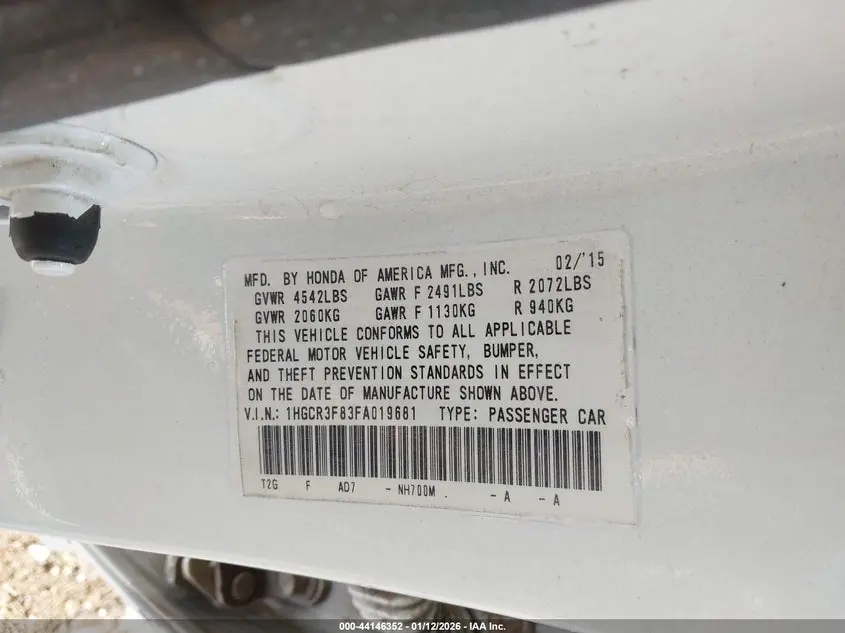 MFD. BY HONDA OF AMERICA MFG., INC. 02/'15
GVWR 4542LBS GAWR F 2491LBS R 2072LBS
GVWR 2060KG GAWR F 1130KG R 940KG
THIS VEHICLE CONFORMS TO ALL APPLICABLE
FEDERAL MOTOR VEHICLE SAFETY, BUMPER,
AND THEFT PREVENTION STANDARDS IN EFFECT
ON THE DATE OF MANUFACTURE SHOWN ABOVE.
V.I.N.: 1HGCR3F83FA019681 TYPE: PASSENGER CAR
T2G F AD7 - NH700M . - A - A
000-44146352 - 01/12/2026 - IAA Inc.